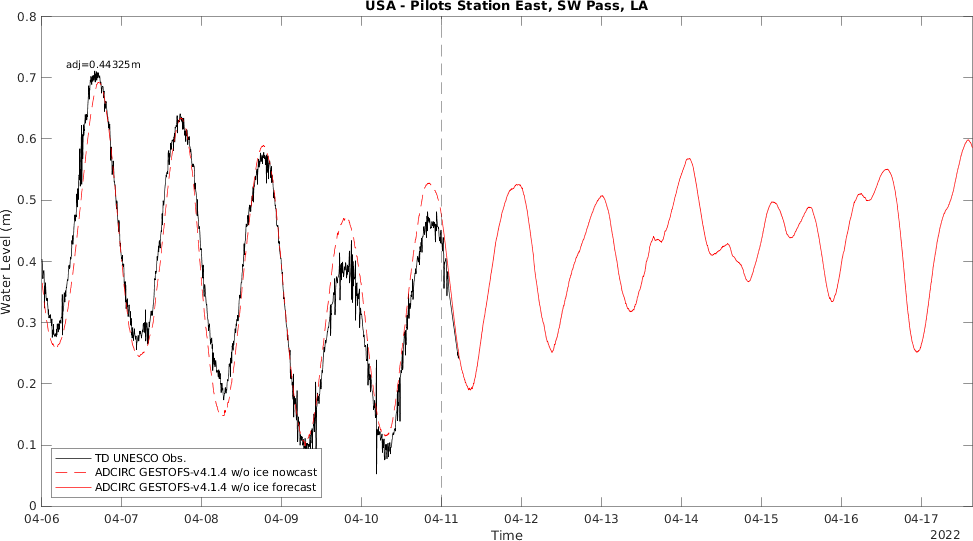 USA - Pilots Station East, SW Pass, LA
0.8
adj=0.44325m
0.7
0.6
0.5
0.4
0.3
0.2
0.1
0
Water Level (m)
TD UNESCO Obs.
ADCIRC GESTOFS-v4.1.4 w/o ice nowcast
ADCIRC GESTOFS-v4.1.4 w/o ice forecast
04-06 04-07 04-08 04-09 04-10 04-11 04-12 04-13 04-14 04-15 04-16 04-17
Time
2022